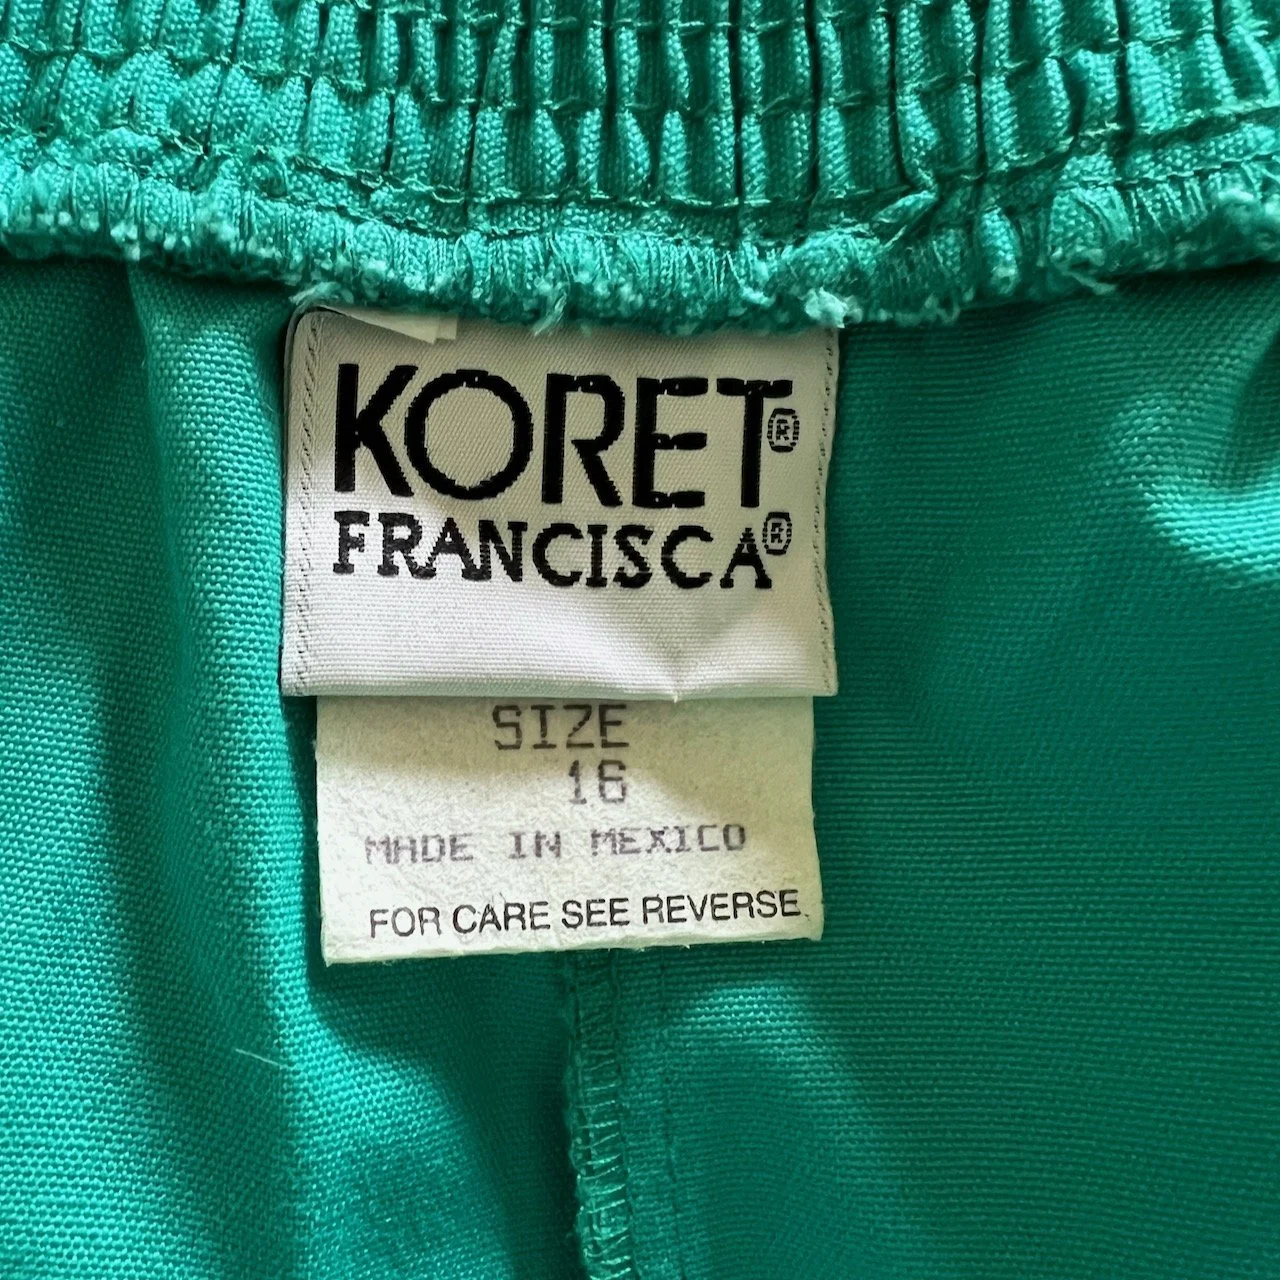 KORET®
FRANCISCA®
SIZE
16
MADE IN MEXICO
FOR CARE SEE REVERSE